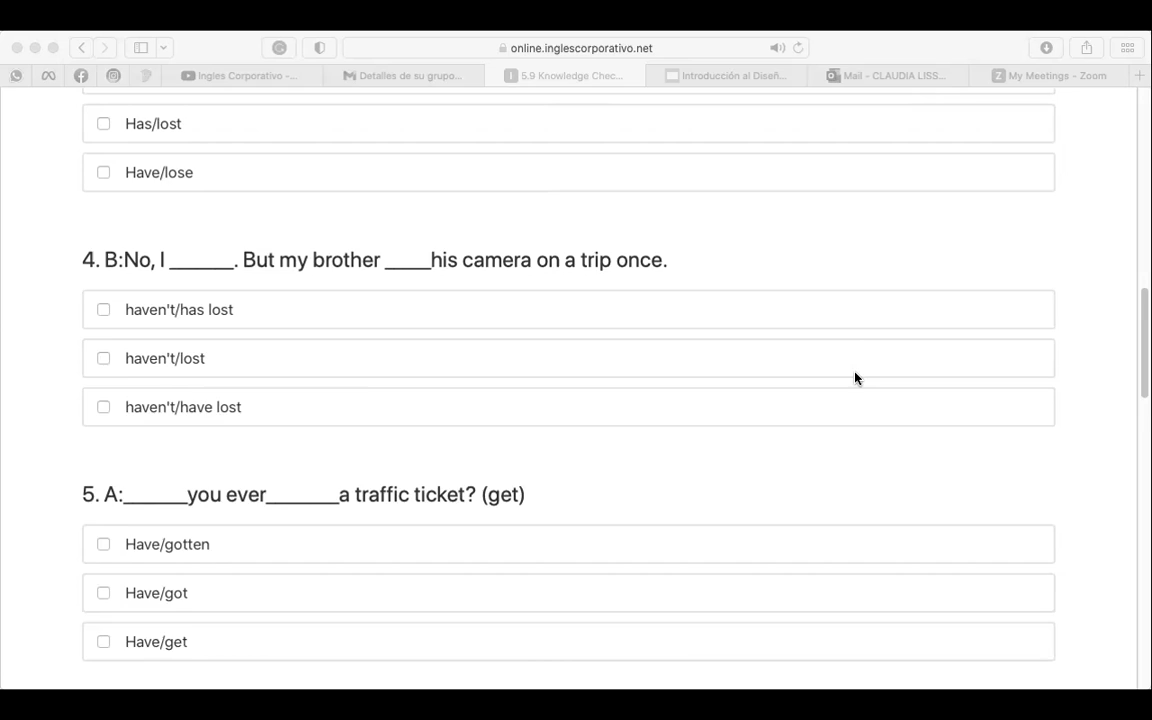 online.inglescorporativo.net
Ingles Corporativo -...
Detalles de su grupo...
5.9 Knowledge Chec...
Introducción al Diseñ...
Mail - CLAUDIA LISS...
My Meetings - Zoom
Has/lost
Have/lose
4. B:No, I ______. But my brother ____his camera on a trip once.
haven't/has lost
haven't/lost
haven't/have lost
5. A:______you ever_______a traffic ticket? (get)
Have/gotten
Have/got
Have/get